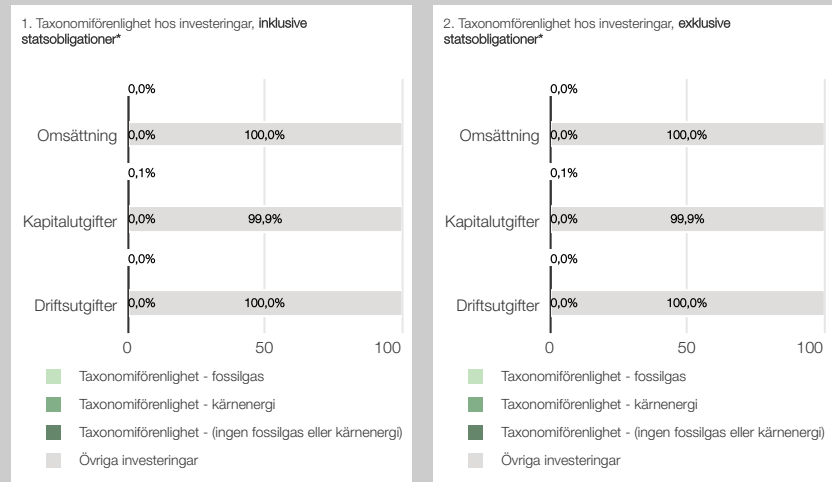 1. Taxonomiförenlighet hos investeringar, inklusive
statsobligationer*
0,0%
Omsättning 0,0% 100,0%
0,1%
Kapitalutgifter 0,0% 99,9%
0,0%
Driftsutgifter 0,0% 100,0%
0 50 100
Taxonomiförenlighet - fossilgas
Taxonomiförenlighet - kärnenergi
Taxonomiförenlighet - (ingen fossilgas eller kärnenergi)
Övriga investeringar
2. Taxonomförenlighet hos investeringar, exklusive
statsobligationer*
0,0%
Omsättning 0,0% 100,0%
0,1%
Kapitalutgifter 0,0% 99,9%
0,0%
Driftsutgifter 0,0% 100,0%
0 50 100
Taxonomiförenlighet - fossilgas
Taxonomiförenlighet - kärnenergi
Taxonomiförenlighet - (ingen fossilgas eller kärnenergi)
Övriga investeringar